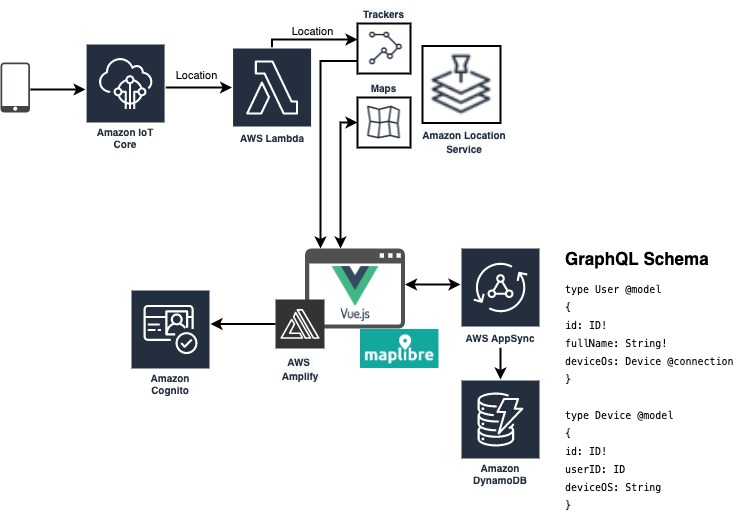 Trackers
Location
Location
Maps
Amazon IoT
Core
AWS Lambda
Amazon Location
Service
Vue.js
maplibre
AWS
Amplify
Amazon
Cognito
AWS AppSync
Amazon
DynamoDB
GraphQL Schema
type User @model
{
id: ID!
fullName: String!
deviceOs: Device @connection
}
type Device @model
{
id: ID!
userID: ID
deviceOS: String
}